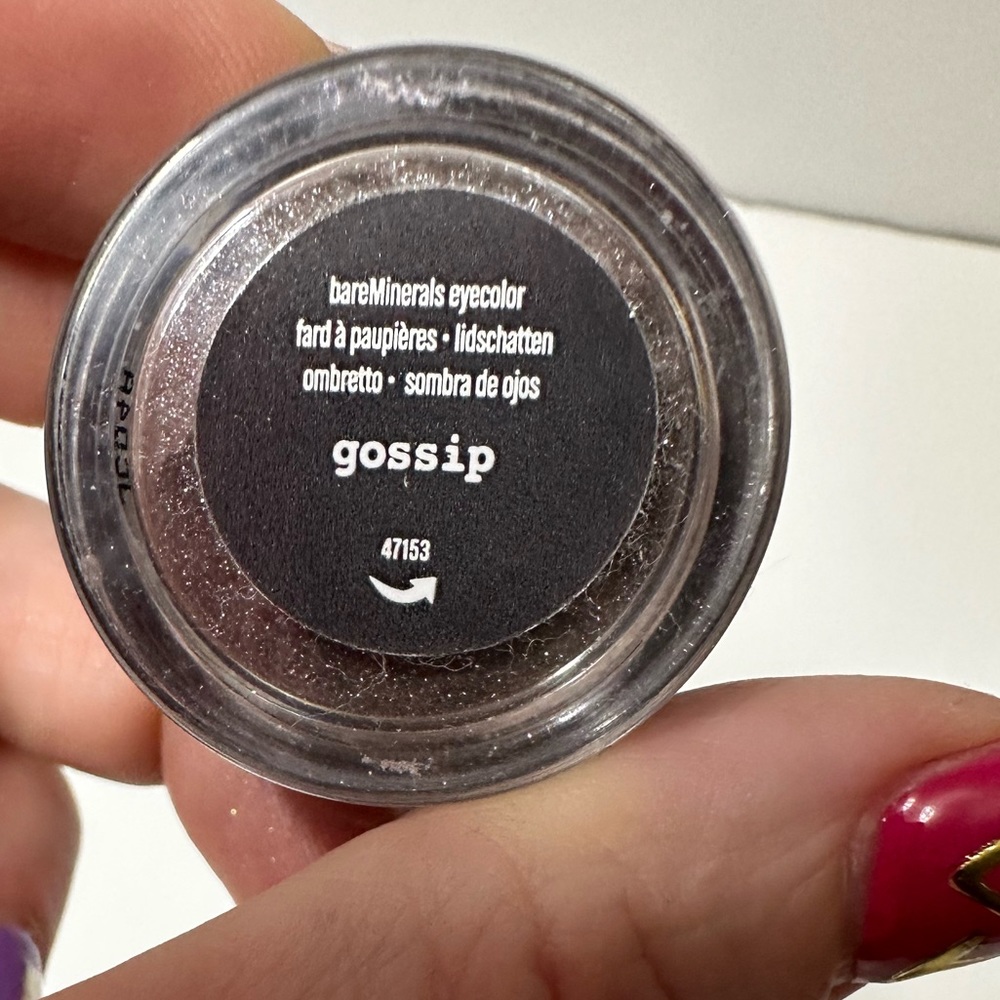 bareMinerals eyecolor
fard à paupières • lidschatten
ombretto • sombra de ojos
gossip
47153